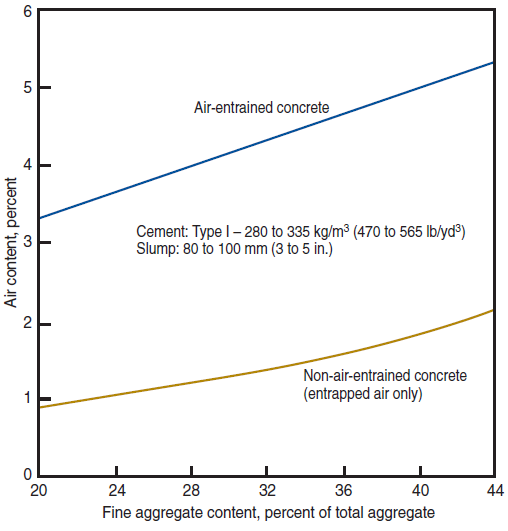 6
5
4
3
2
1
0
Air content, percent
Air-entrained concrete
Cement: Type I – 280 to 335 kg/m³ (470 to 565 lb/yd³)
Slump: 80 to 100 mm (3 to 5 in.)
Non-air-entrained concrete
(entrapped air only)
20 24 28 32 36 40 44
Fine aggregate content, percent of total aggregate